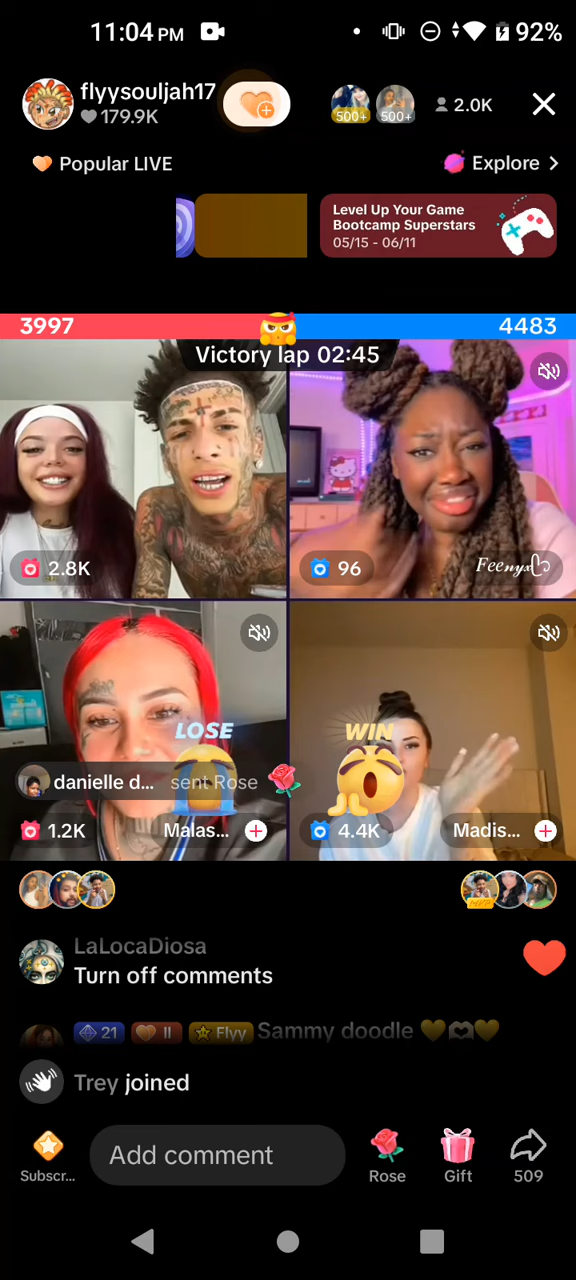 11:04 PM
92%
flyysouljah17
179.9K
500+
500+
2.0K
Popular LIVE
Explore >
Level Up Your Game
Bootcamp Superstars
05/15 - 06/11
3997
4483
Victory lap 02:45
2.8K
96
Feenyx
LOSE
WIN
danielle d... sent Rose
1.2K
Malas...
4.4K
Madis...
LaLocaDiosa
Turn off comments
21
II
Flyy
Sammy doodle 💛🫶💛
Trey joined
Subscr...
Add comment
Rose
Gift
509